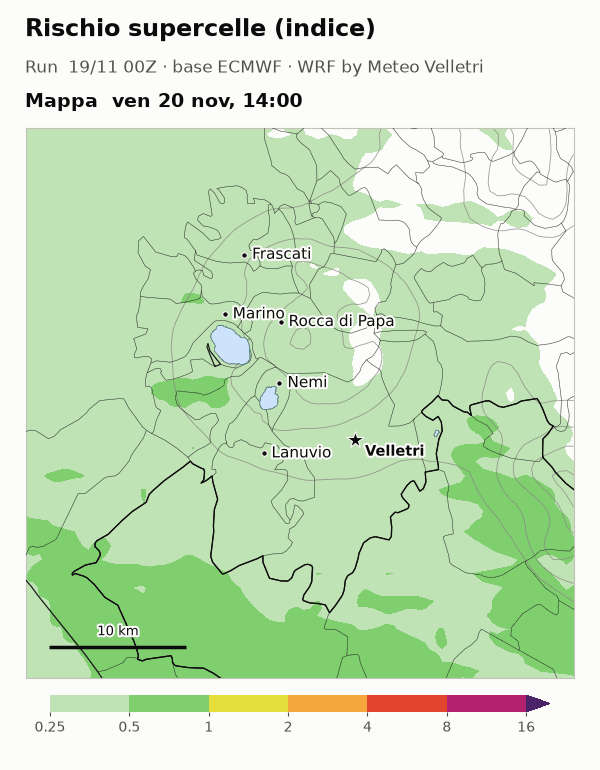 Rischio supercelle (indice)
Run  19/11 00Z · base ECMWF · WRF by Meteo Velletri
Mappa  ven 20 nov, 14:00
Frascati
Marino
Rocca di Papa
Nemi
Velletri
Lanuvio
10 km
0.25 0.5 1 2 4 8 16